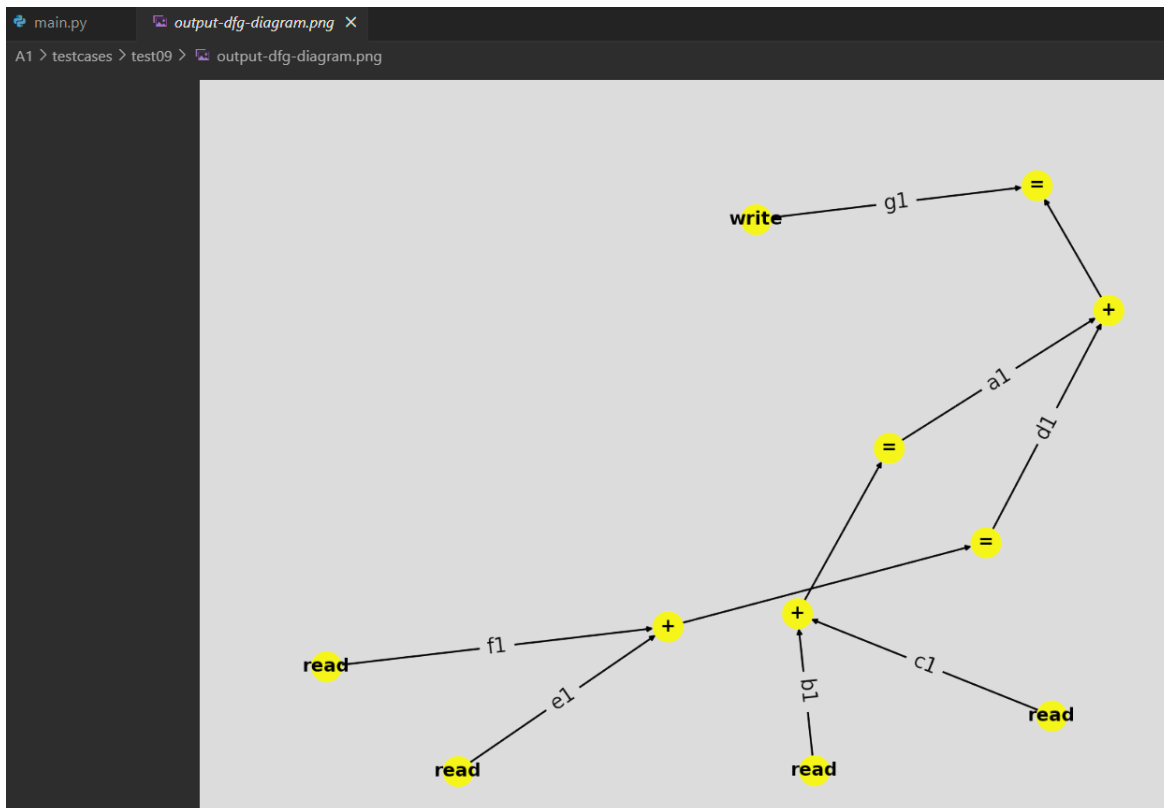 main.py output-dfg-diagram.png
A1 > testcases > test09 > output-dfg-diagram.png
=
g1
write
+
a1
d1
=
=
+
+
f1
read
c1
b1
e1
read
read
read